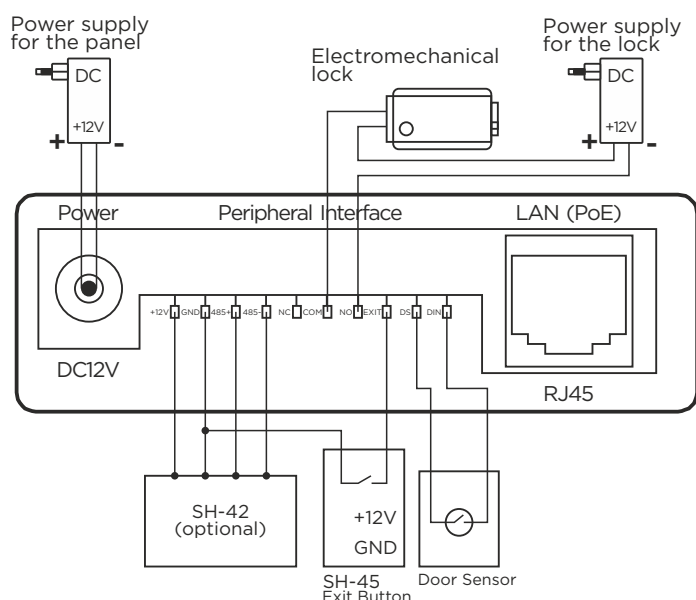 Power supply
for the panel
DC
+12V
+ -
Electromechanical
lock
Power supply
for the lock
DC
+12V
+ -
Power
Peripheral Interface
LAN (PoE)
+12V GND 485+ 485- NC COM NO EXIT DS DIN
DC12V
RJ45
SH-42
(optional)
+12V
GND
SH-45
Exit Button
Door Sensor